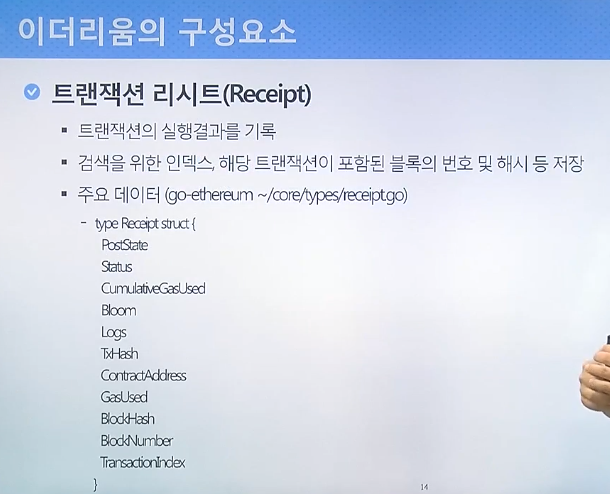 이더리움의 구성요소
트랜잭션 리시트(Receipt)
▪ 트랜잭션의 실행결과를 기록
▪ 검색을 위한 인덱스, 해당 트랜잭션이 포함된 블록의 번호 및 해시 등 저장
▪ 주요 데이터 (go-ethereum ~/core/types/receipt.go)
- type Receipt struct {
PostState
Status
CumulativeGasUsed
Bloom
Logs
TxHash
ContractAddress
GasUsed
BlockHash
BlockNumber
TransactionIndex
}
14